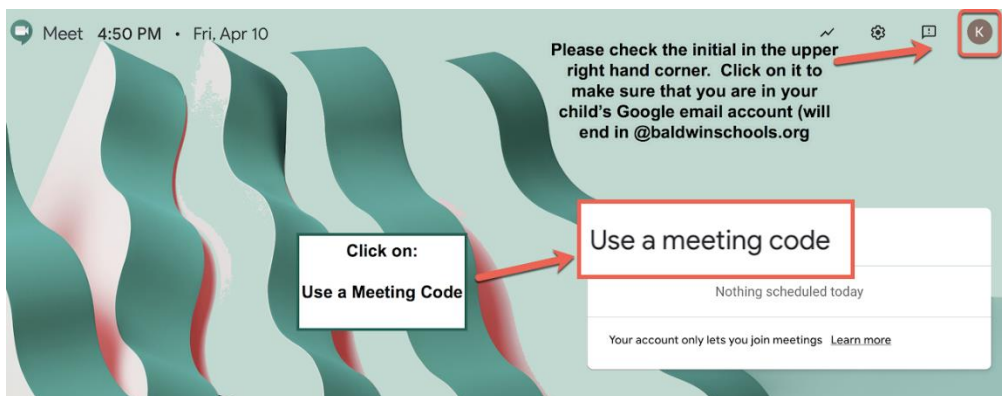 Meet 4:50 PM • Fri, Apr 10
K
Please check the initial in the upper
right hand corner. Click on it to
make sure that you are in your
child's Google email account (will
end in @baldwinschools.org
Use a meeting code
Click on:
Use a Meeting Code
Nothing scheduled today
Your account only lets you join meetings Learn more